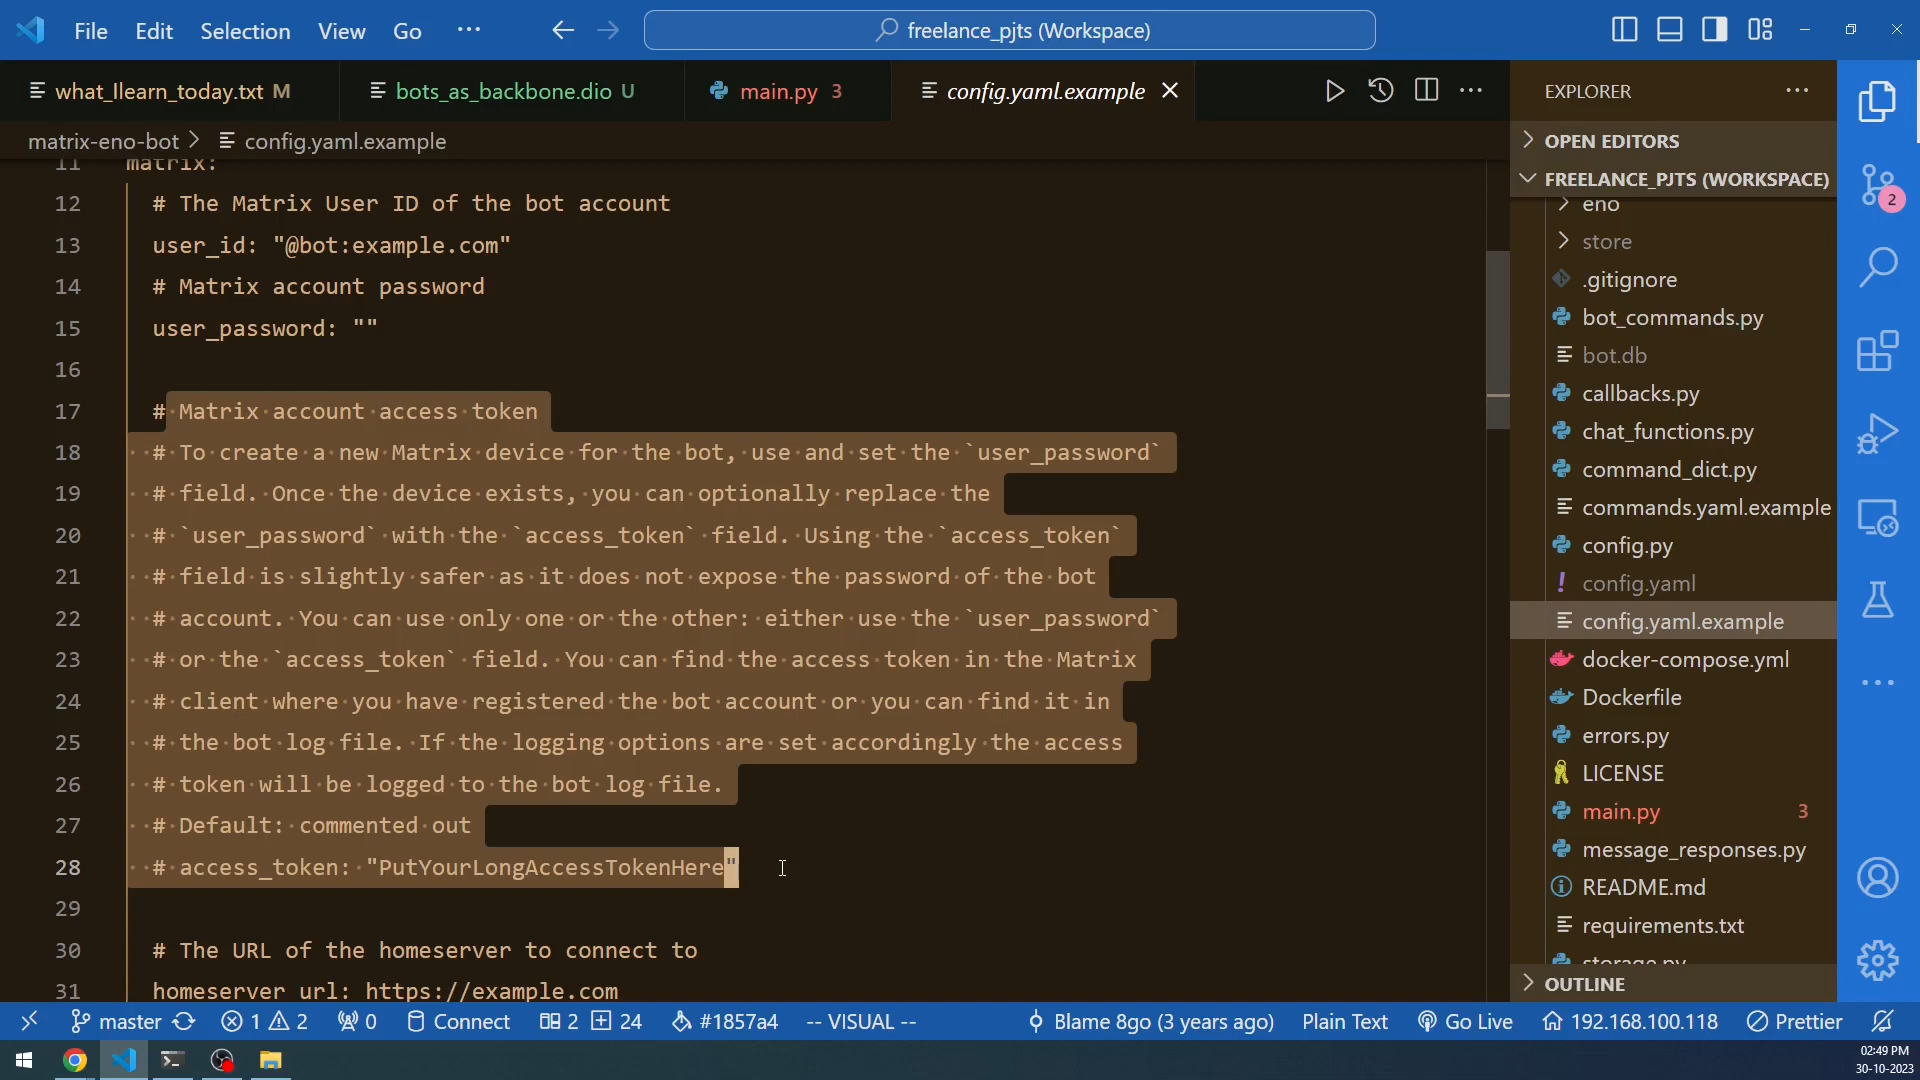 File Edit Selection View Go ··· freelance_pjts (Workspace)
what_Ilearn_today.txt M bots_as_backbone.dio U main.py 3 config.yaml.example
matrix-eno-bot > config.yaml.example
11 matrix:
12 # The Matrix User ID of the bot account
13 user_id: "@bot:example.com"
14 # Matrix account password
15 user_password: ""
16
17 # Matrix account access token
18 # To create a new Matrix device for the bot, use and set the `user_password`
19 # field. Once the device exists, you can optionally replace the
20 # `user_password` with the `access_token` field. Using the `access_token`
21 # field is slightly safer as it does not expose the password of the bot
22 # account. You can use only one or the other: either use the `user_password`
23 # or the `access_token` field. You can find the access token in the Matrix
24 # client where you have registered the bot account or you can find it in
25 # the bot log file. If the logging options are set accordingly the access
26 # token will be logged to the bot log file.
27 # Default: commented out
28 # access_token: "PutYourLongAccessTokenHere"
29
30 # The URL of the homeserver to connect to
31 homeserver_url: https://example.com
EXPLORER
OPEN EDITORS
FREELANCE_PJTS (WORKSPACE)
eno
store
.gitignore
bot_commands.py
bot.db
callbacks.py
chat_functions.py
command_dict.py
commands.yaml.example
config.py
config.yaml
config.yaml.example
docker-compose.yml
Dockerfile
errors.py
LICENSE
main.py 3
message_responses.py
README.md
requirements.txt
storage.py
OUTLINE
2
master 1 2 0 Connect 2 24 #1857a4 -- VISUAL -- Blame 8go (3 years ago) Plain Text Go Live 192.168.100.118 Prettier
02:49 PM
30-10-2023